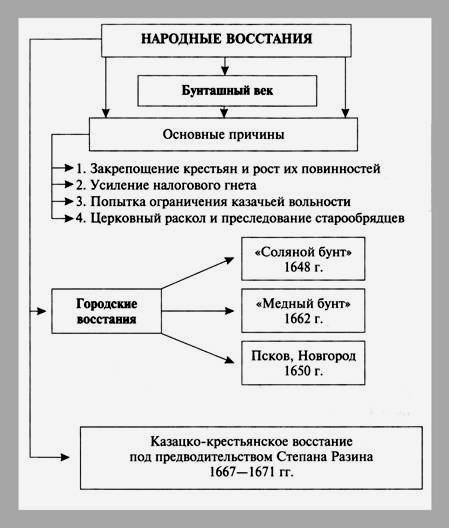 НАРОДНЫЕ ВОССТАНИЯ
Бунташный век
Основные причины
1. Закрепощение крестьян и рост их повинностей
2. Усиление налогового гнета
3. Попытка ограничения казачьей вольности
4. Церковный раскол и преследование старообрядцев
Городские
восстания
«Соляной бунт»
1648 г.
«Медный бунт»
1662 г.
Псков, Новгород
1650 г.
Казацко-крестьянское восстание
под предводительством Степана Разина
1667—1671 гг.